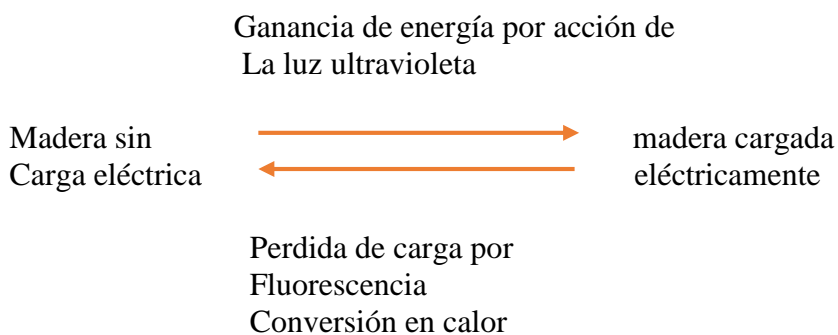 Ganancia de energía por acción de
La luz ultravioleta
Madera sin
Carga eléctrica
madera cargada
eléctricamente
Perdida de carga por
Fluorescencia
Conversión en calor